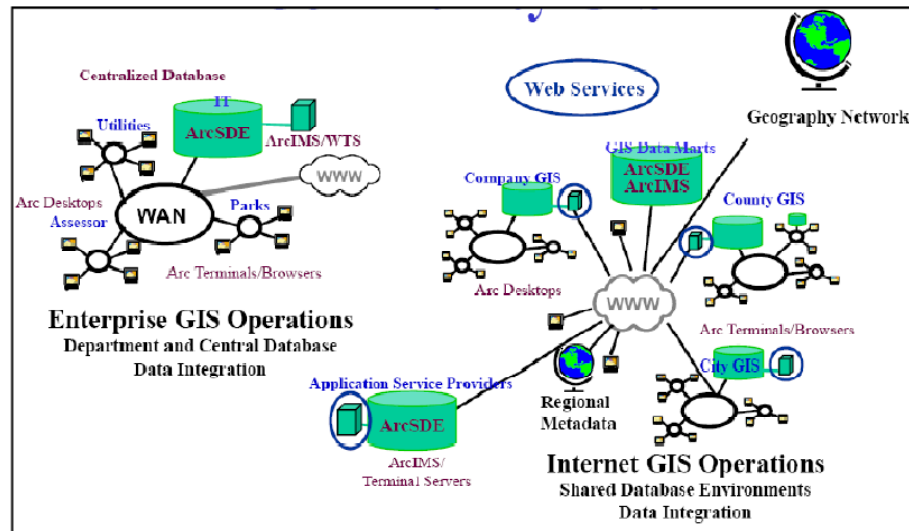 Centralized Database
IT
ArcSDE
ArcIMS/WTS
Utilities
WWW
Arc Desktops
Assessor
WAN
Parks
Arc Terminals/Browsers
Enterprise GIS Operations
Department and Central Database
Data Integration
Web Services
Geography Network
GIS Data Marts
ArcSDE
ArcIMS
Company GIS
County GIS
Arc Desktops
WWW
Arc Terminals/Browsers
City GIS
Application Service Providers
ArcSDE
ArcIMS/
Terminal Servers
Regional
Metadata
Internet GIS Operations
Shared Database Environments
Data Integration